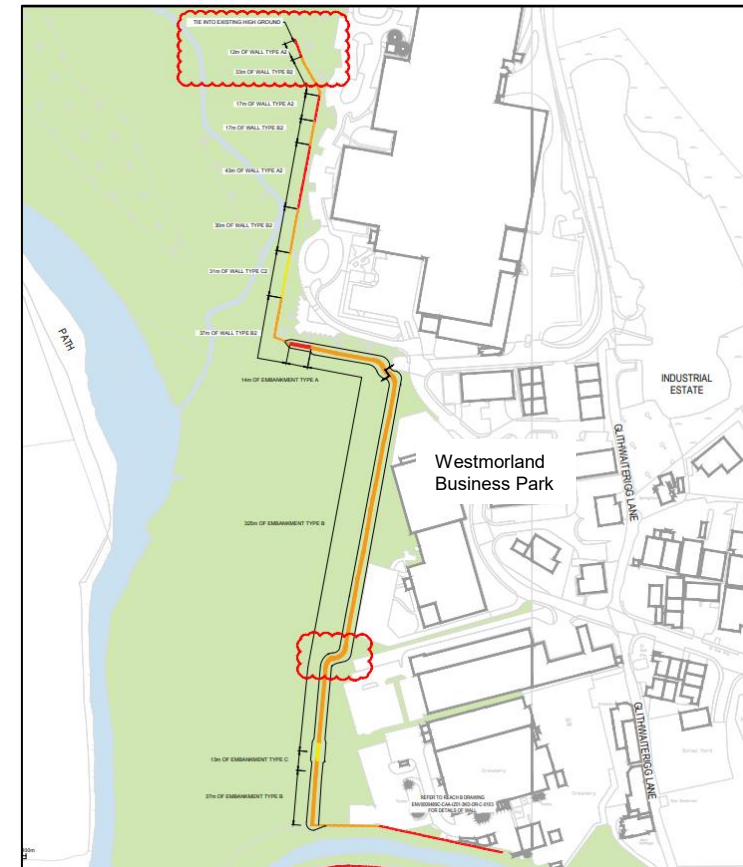 TIE INTO EXISTING HIGH GROUND
12m OF WALL TYPE A2
33m OF WALL TYPE B2
17m OF WALL TYPE A2
17m OF WALL TYPE B2
43m OF WALL TYPE A2
30m OF WALL TYPE B2
31m OF WALL TYPE C2
PATH
37m OF WALL TYPE B2
14m OF EMBANKMENT TYPE A
INDUSTRIAL
ESTATE
Westmorland
Business Park
GILTHWAITERIGG LANE
325m OF EMBANKMENT TYPE B
GILTHWAITERIGG LANE
13m OF EMBANKMENT TYPE C
37m OF EMBANKMENT TYPE B
REFER TO REACH B DRAWING
FOR DETAILS OF WALL